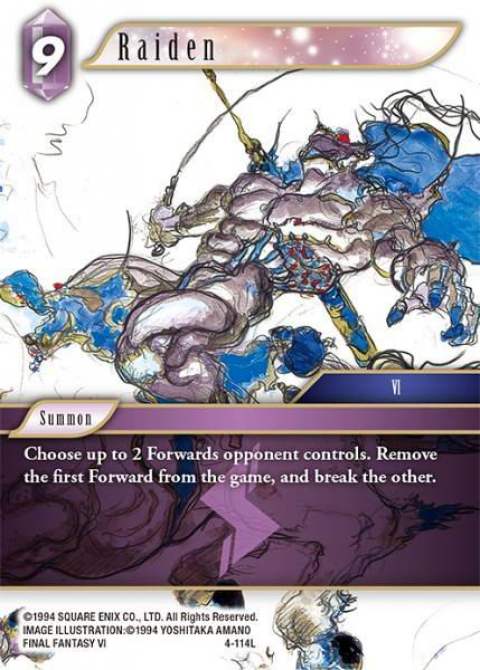 9
Raiden
VI
Summon
Choose up to 2 Forwards opponent controls. Remove
the first Forward from the game, and break the other.
©1994 SQUARE ENIX CO., LTD. All Rights Reserved.
IMAGE ILLUSTRATION:©1994 YOSHITAKA AMANO
FINAL FANTASY VI 4-114L